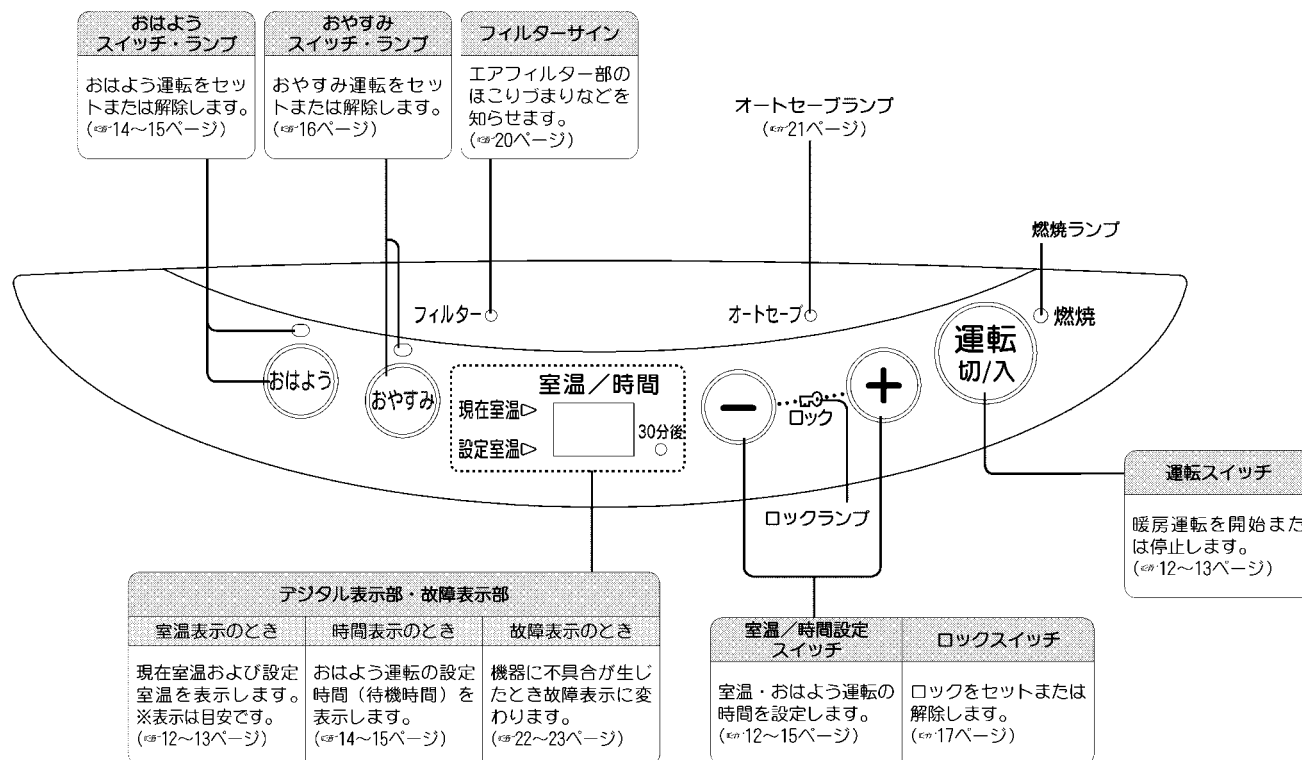 おはよう
スイッチ・ランプ
おはよう運転をセッ
トまたは解除します。
(☞14～15ページ)
おやすみ
スイッチ・ランプ
おやすみ運転をセッ
トまたは解除します。
(☞16ページ)
フィルターサイン
エアフィルター部の
ほこりづまりなどを
知らせます。
(☞20ページ)
オートセーブランプ
(☞21ページ)
燃焼ランプ
フィルター
オートセーブ
燃焼
運転
切/入
おはよう
おやすみ
室温／時間
現在室温▷
設定室温▷
30分後
−
ロック
+
ロックランプ
運転スイッチ
暖房運転を開始また
は停止します。
(☞12～13ページ)
デジタル表示部・故障表示部
室温表示のとき
現在室温および設定
室温を表示します。
※表示は目安です。
(☞12～13ページ)
時間表示のとき
おはよう運転の設定
時間（待機時間）を
表示します。
(☞14～15ページ)
故障表示のとき
機器に不具合が生じ
たとき故障表示に変
わります。
(☞22～23ページ)
室温／時間設定
スイッチ
室温・おはよう運転の
時間を設定します。
(☞12～15ページ)
ロックスイッチ
ロックをセットまたは
解除します。
(☞17ページ)